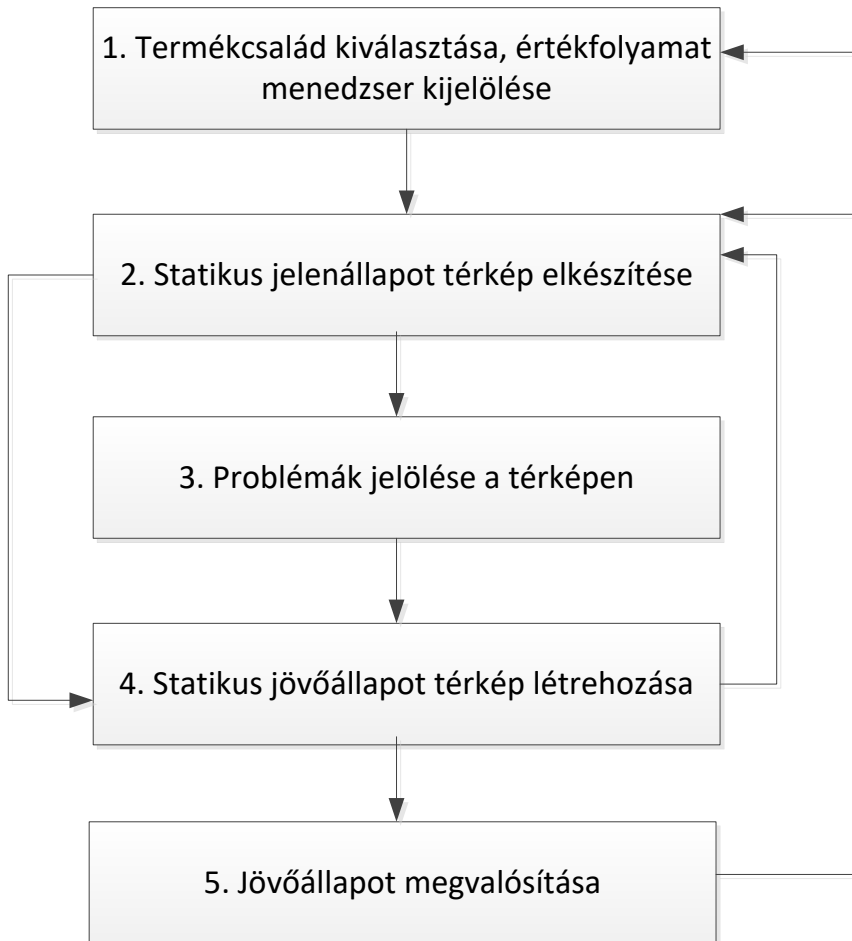 1. Termékcsalád kiválasztása, értékfolyamat
menedzser kijelölése
2. Statikus jelenállapot térkép elkészítése
3. Problémák jelölése a térképen
4. Statikus jövőállapot térkép létrehozása
5. Jövőállapot megvalósítása